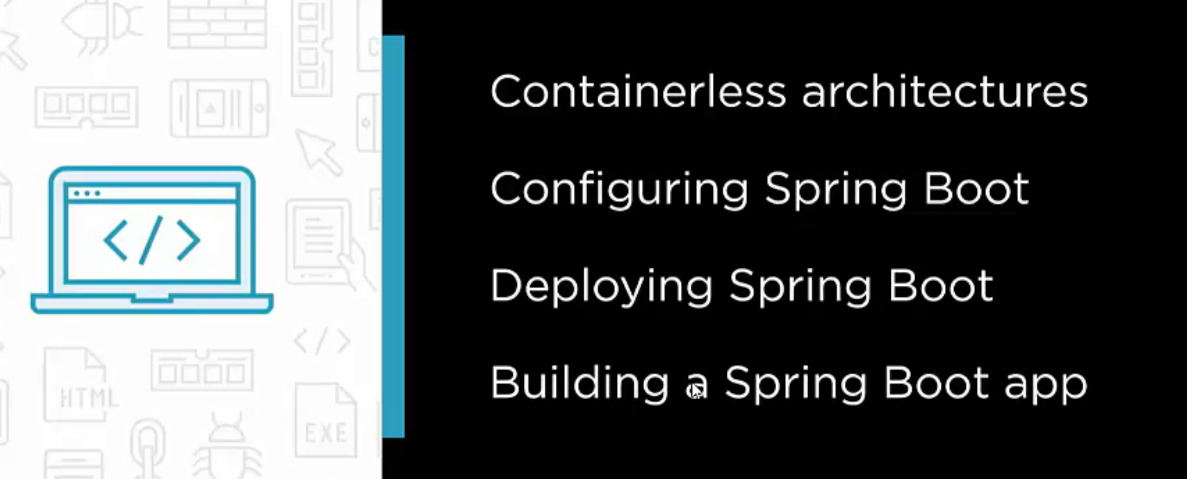 Containerless architectures
Configuring Spring Boot
Deploying Spring Boot
Building a Spring Boot app
</>
HTML
</>
EXE